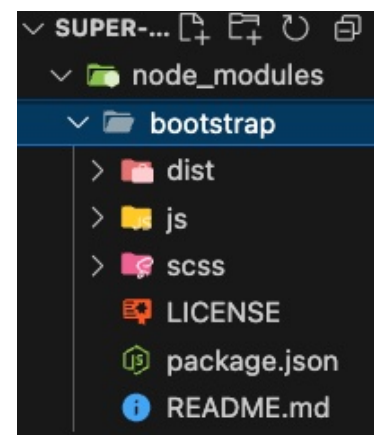 SUPER-...
node_modules
bootstrap
dist
js
scss
LICENSE
package.json
README.md